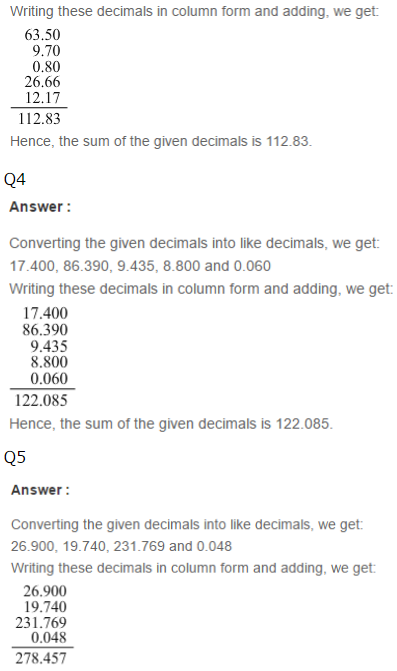 Writing these decimals in column form and adding, we get:
63.50
9.70
0.80
26.66
12.17
112.83
Hence, the sum of the given decimals is 112.83.
Q4
Answer :
Converting the given decimals into like decimals, we get:
17.400, 86.390, 9.435, 8.800 and 0.060
Writing these decimals in column form and adding, we get:
17.400
86.390
9.435
8.800
0.060
122.085
Hence, the sum of the given decimals is 122.085.
Q5
Answer :
Converting the given decimals into like decimals, we get:
26.900, 19.740, 231.769 and 0.048
Writing these decimals in column form and adding, we get:
26.900
19.740
231.769
0.048
278.457